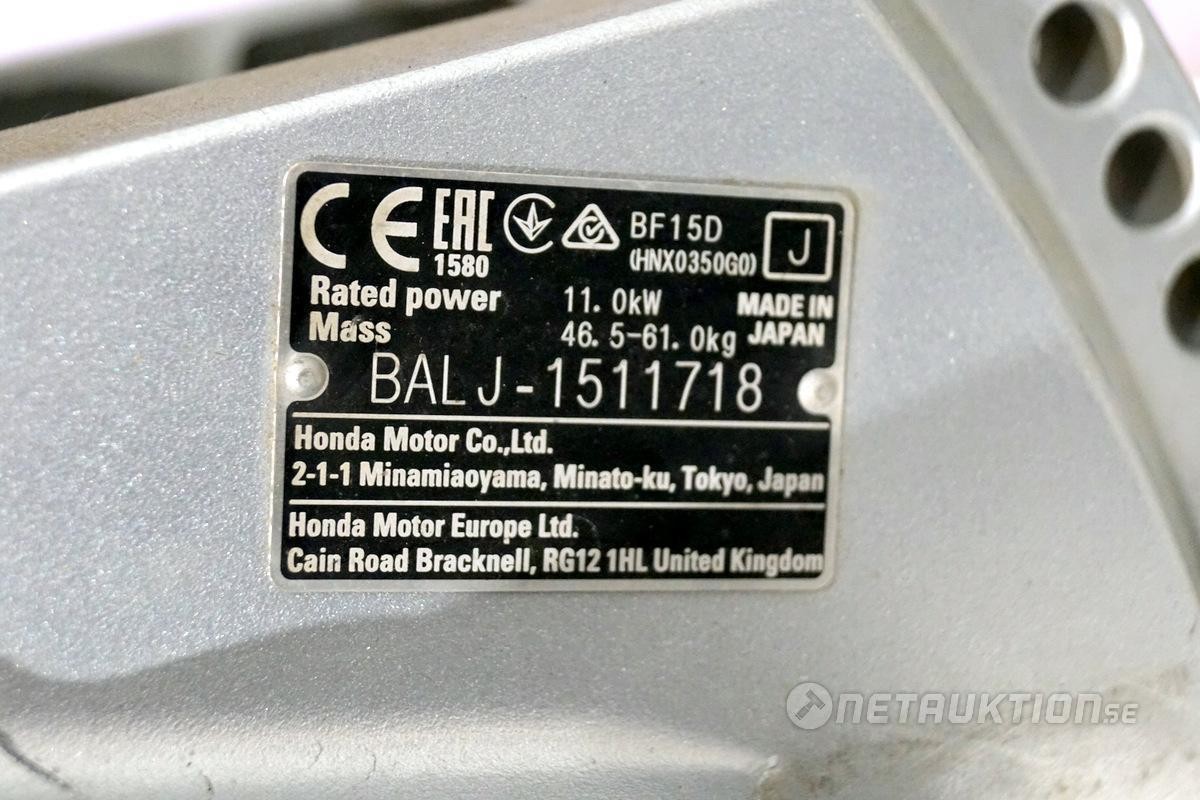 CE EAC BF15D J
1580 (HNX0350G0)
Rated power 11.0kW MADE IN
Mass 46.5-61.0kg JAPAN
BALJ-1511718
Honda Motor Co.,Ltd.
2-1-1 Minamiaoyama, Minato-ku, Tokyo, Japan
Honda Motor Europe Ltd.
Cain Road Bracknell, RG12 1HL United Kingdom
NETAUKTION.SE